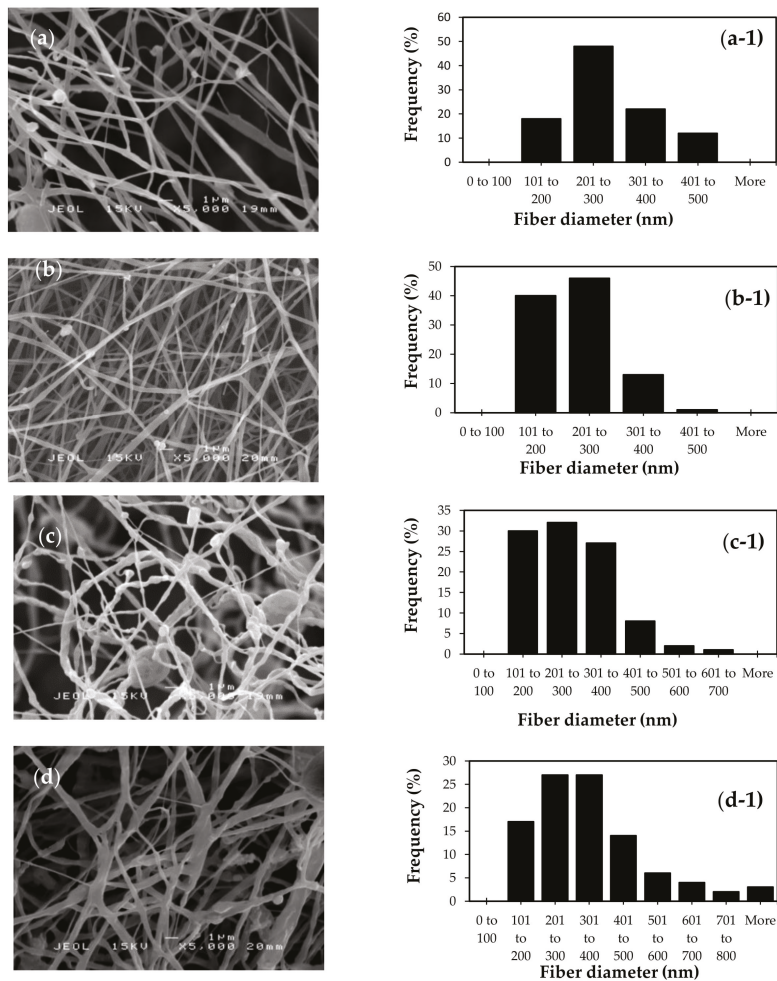 (a)
1μm
JEOL 15KV X5,000 19mm
(a-1)
Frequency (%)
60
50
40
30
20
10
0
0 to 100 101 to 201 to 301 to 401 to More
200 300 400 500
Fiber diameter (nm)
(b)
1μm
JEOL 15KV X5,000 20mm
(b-1)
Frequency (%)
50
40
30
20
10
0
0 to 100 101 to 201 to 301 to 401 to More
200 300 400 500
Fiber diameter (nm)
(c)
1μm
JEOL 15KV X5,000 19mm
(c-1)
Frequency (%)
35
30
25
20
15
10
5
0
0 to 101 to 201 to 301 to 401 to 501 to 601 to More
100 200 300 400 500 600 700
Fiber diameter (nm)
(d)
1μm
JEOL 15KV X5,000 20mm
(d-1)
Frequency (%)
30
25
20
15
10
5
0
0 to 101 201 301 401 501 601 701 More
100 to to to to to to to
200 300 400 500 600 700 800
Fiber diameter (nm)